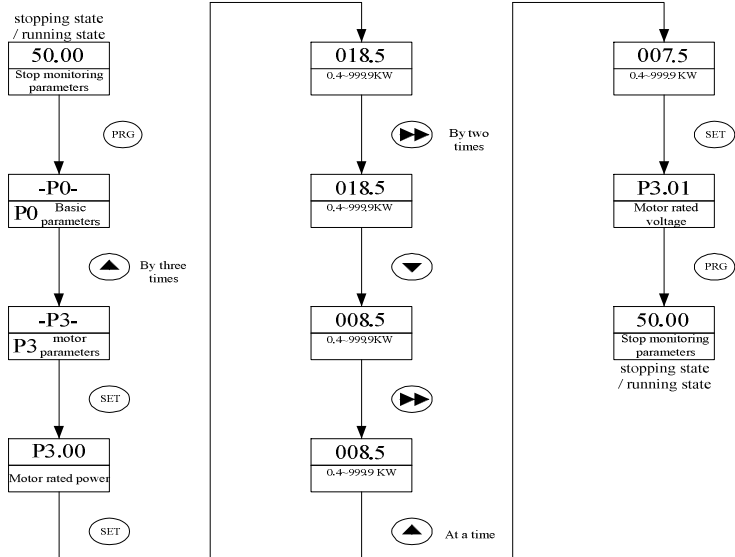 stopping state
/ running state
50.00
Stop monitoring
parameters
PRG
-P0-
P0 Basic
parameters
By three
times
-P3-
P3 motor
parameters
SET
P3.00
Motor rated power
SET
018.5
0.4~999.9KW
By two
times
018.5
0.4~999.9KW
008.5
0.4~999.9KW
008.5
0.4~999.9 KW
At a time
007.5
0.4~999.9 KW
SET
P3.01
Motor rated
voltage
PRG
50.00
Stop monitoring
parameters
stopping state
/ running state